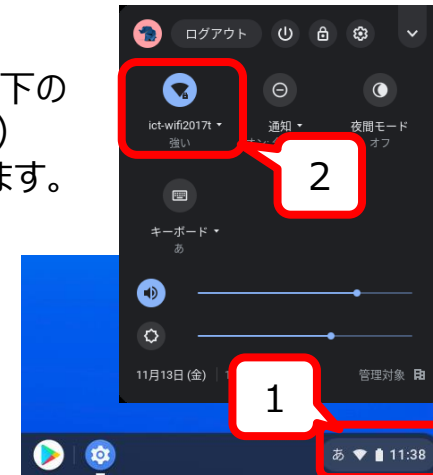 ログアウト
下の
)
ます。
ict-wifi2017t
強い
通知
夜間モード
オフ
2
キーボード
あ
11月13日 (金)
管理対象
1
あ 11:38